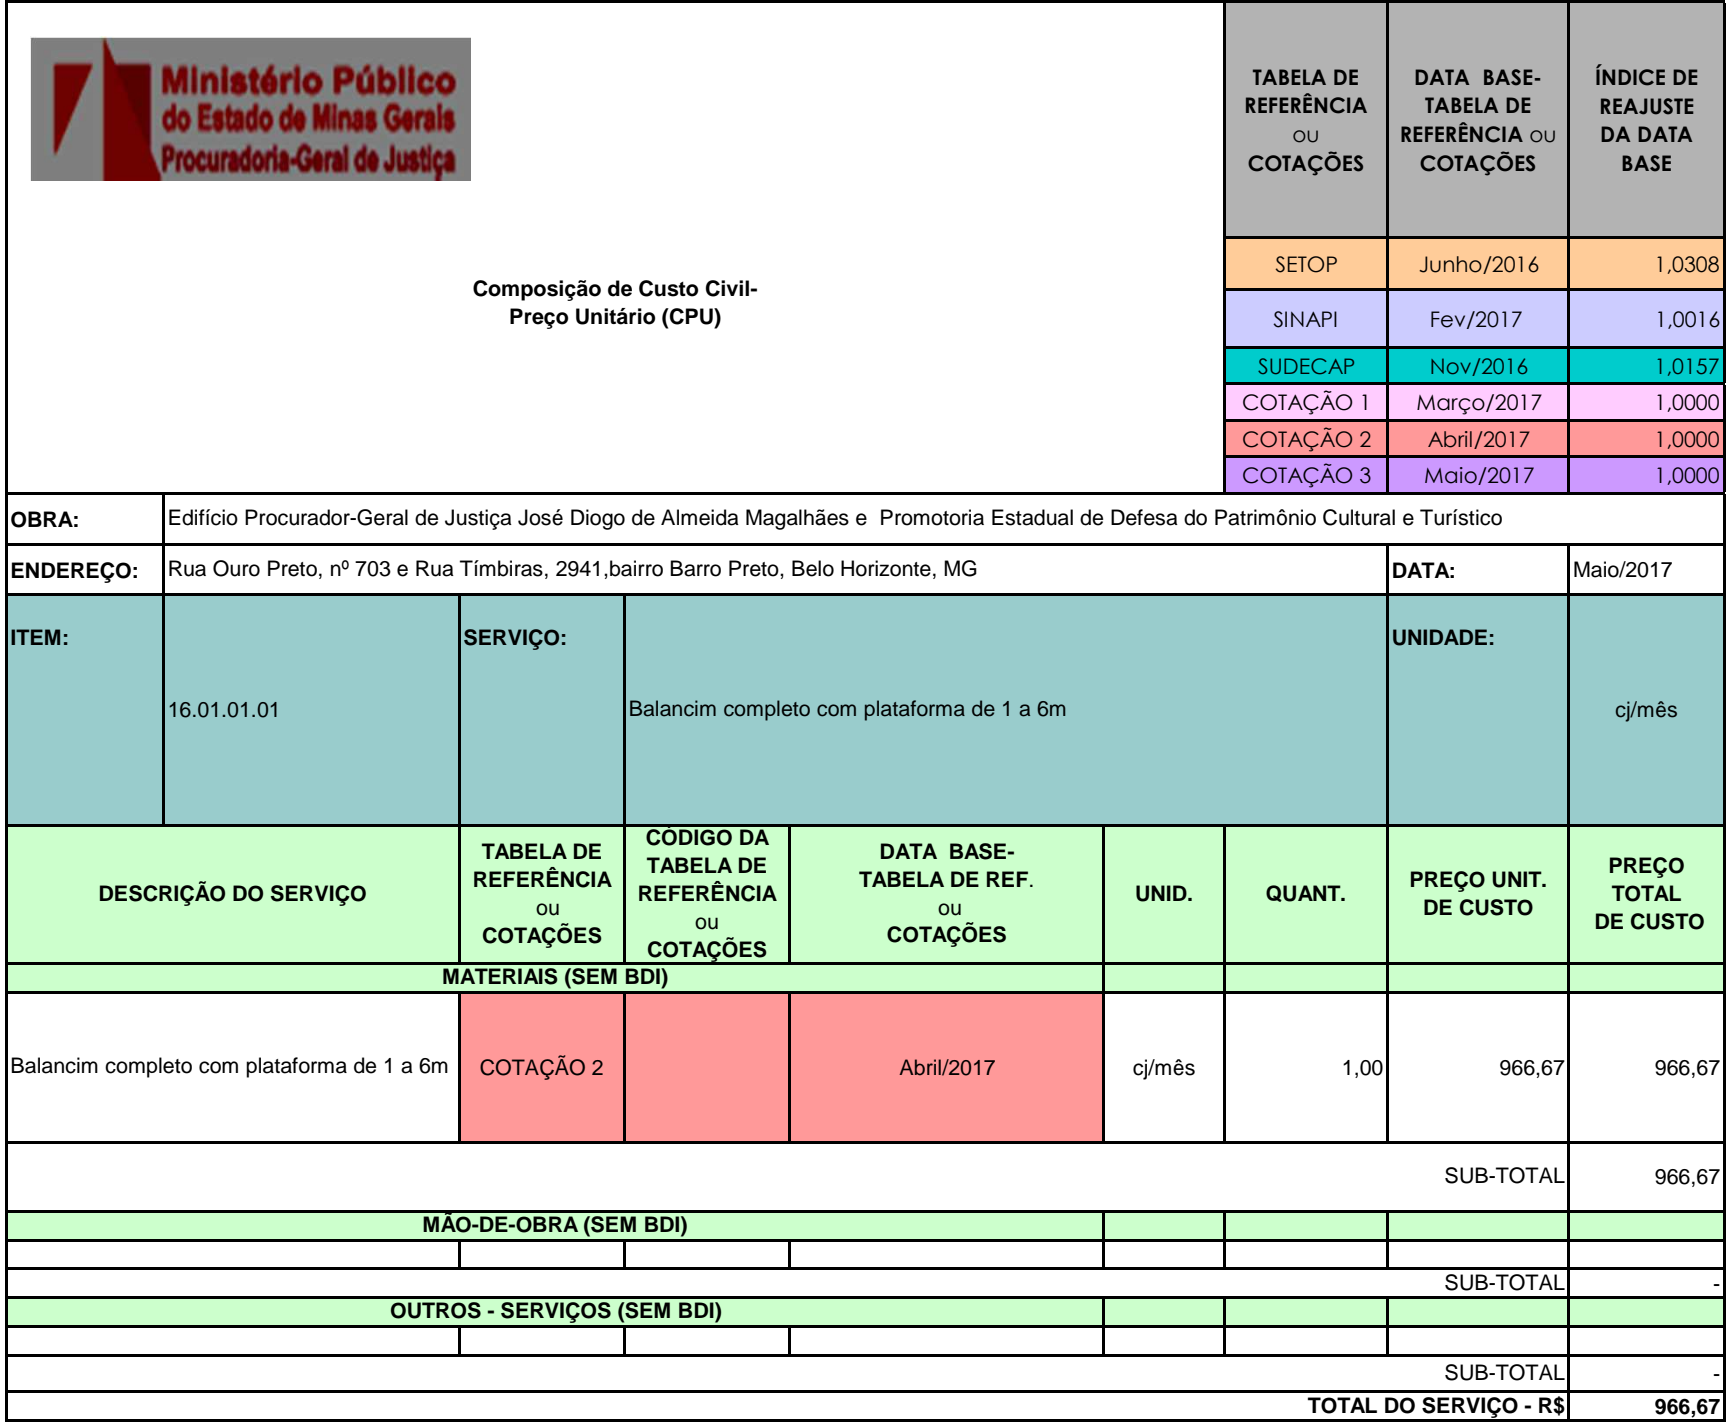 Ministério Público
do Estado de Minas Gerais
Procuradoria-Geral de Justiça
Composição de Custo Civil-
Preço Unitário (CPU)
TABELA DE
REFERÊNCIA
OU
COTAÇÕES
DATA BASE-
TABELA DE
REFERÊNCIA OU
COTAÇÕES
ÍNDICE DE
REAJUSTE
DA DATA
BASE
SETOP Junho/2016 1,0308
SINAPI Fev/2017 1,0016
SUDECAP Nov/2016 1,0157
COTAÇÃO 1 Março/2017 1,0000
COTAÇÃO 2 Abril/2017 1,0000
COTAÇÃO 3 Maio/2017 1,0000
OBRA: Edifício Procurador-Geral de Justiça José Diogo de Almeida Magalhães e Promotoria Estadual de Defesa do Patrimônio Cultural e Turístico
ENDEREÇO: Rua Ouro Preto, nº 703 e Rua Tímbiras, 2941,bairro Barro Preto, Belo Horizonte, MG DATA: Maio/2017
ITEM: SERVIÇO: UNIDADE:
16.01.01.01 Balancim completo com plataforma de 1 a 6m cj/mês
DESCRIÇÃO DO SERVIÇO
TABELA DE
REFERÊNCIA
ou
COTAÇÕES
CÓDIGO DA
TABELA DE
REFERÊNCIA
ou
COTAÇÕES
DATA BASE-
TABELA DE REF.
ou
COTAÇÕES
UNID.
QUANT.
PREÇO UNIT.
DE CUSTO
PREÇO
TOTAL
DE CUSTO
MATERIAIS (SEM BDI)
Balancim completo com plataforma de 1 a 6m COTAÇÃO 2 Abril/2017 cj/mês 1,00 966,67 966,67
SUB-TOTAL 966,67
MÃO-DE-OBRA (SEM BDI)
SUB-TOTAL -
OUTROS - SERVIÇOS (SEM BDI)
SUB-TOTAL -
TOTAL DO SERVIÇO - R$ 966,67